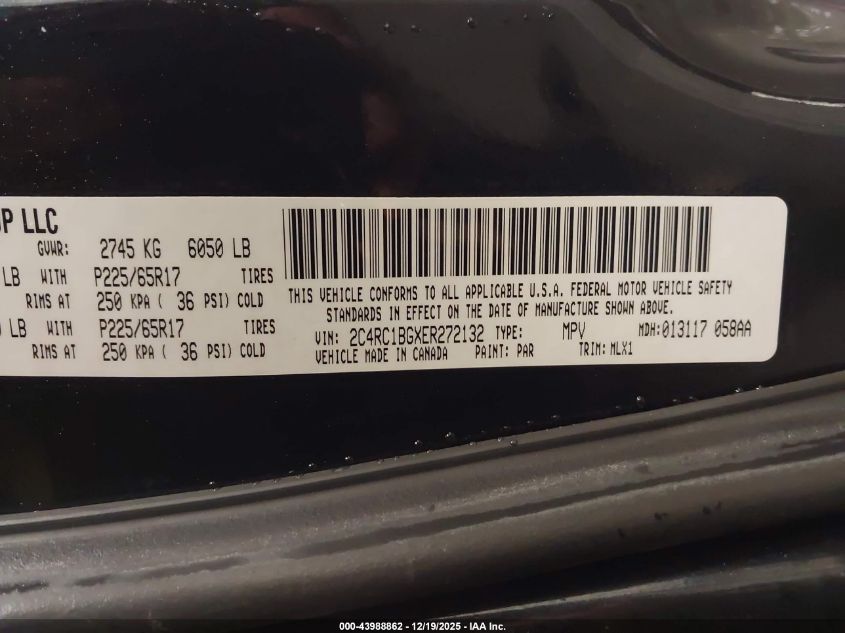 UP LLC
GVWR: 2745 KG 6050 LB
LB WITH P225/65R17 TIRES
RIMS AT 250 KPA ( 36 PSI) COLD
LB WITH P225/65R17 TIRES
RIMS AT 250 KPA ( 36 PSI) COLD
THIS VEHICLE CONFORMS TO ALL APPLICABLE U.S.A. FEDERAL MOTOR VEHICLE SAFETY
STANDARDS IN EFFECT ON THE DATE OF MANUFACTURE SHOWN ABOVE.
VIN: 2C4RC1BGXER272132 TYPE: MPV MDH:013117 058AA
VEHICLE MADE IN CANADA PAINT: PAR TRIM: MLX1
000-43988862 - 12/19/2025 - IAA Inc.